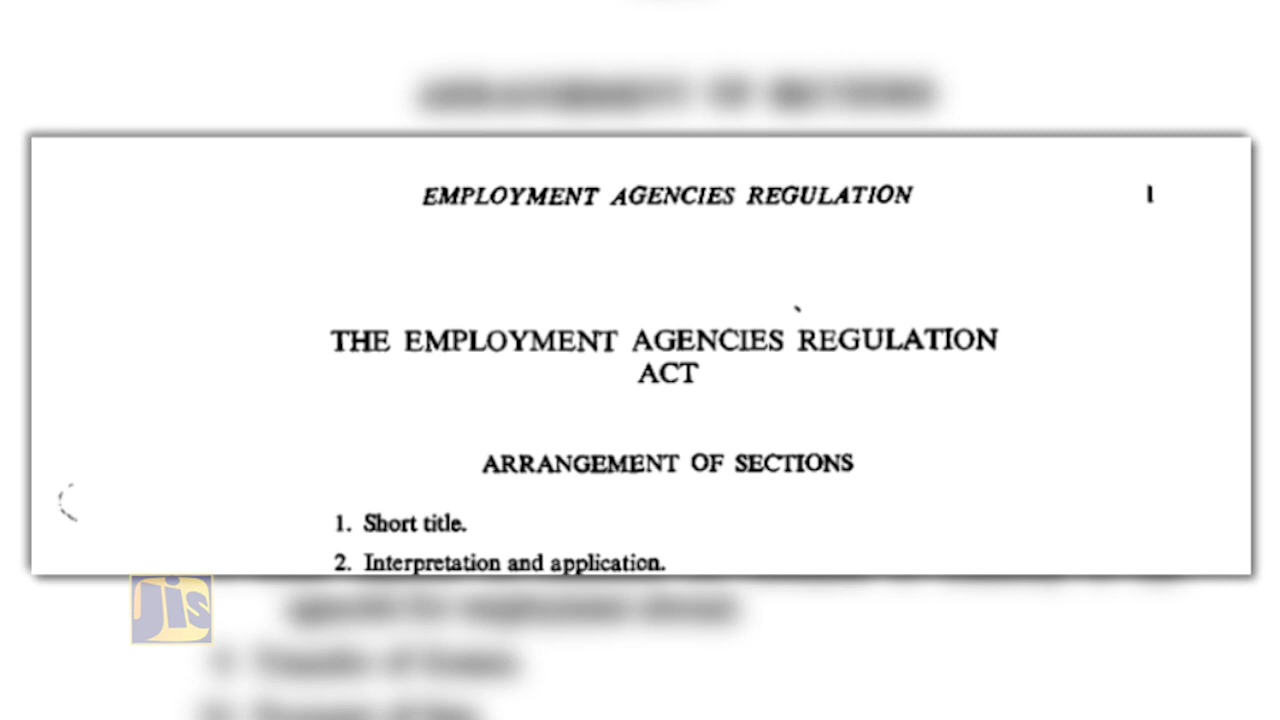 EMPLOYMENT AGENCIES REGULATION 1
THE EMPLOYMENT AGENCIES REGULATION
ACT
ARRANGEMENT OF SECTIONS
1. Short title.
2. Interpretation and application.
Jis